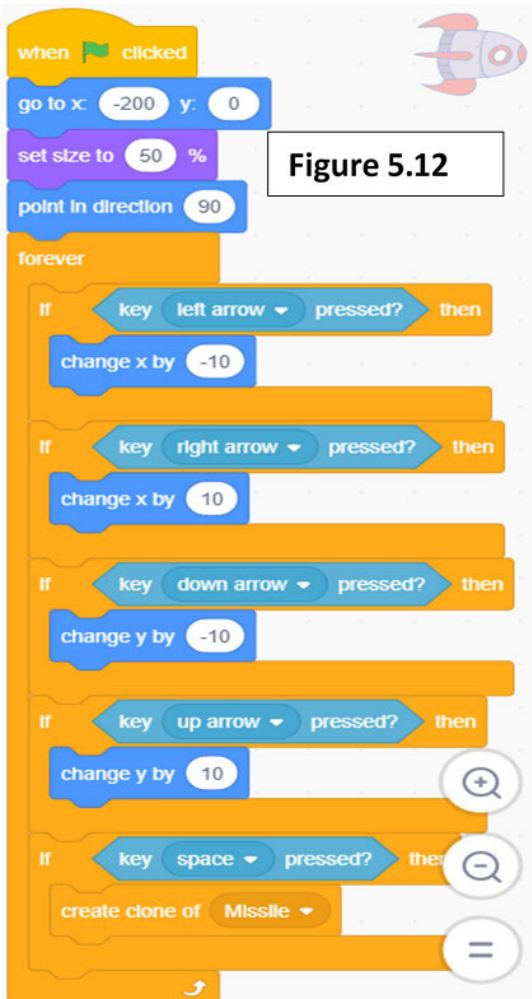 when clicked
go to x: -200 y: 0
set size to 50 %
Figure 5.12
point in direction 90
forever
If key left arrow pressed? then
change x by -10
If key right arrow pressed? then
change x by 10
If key down arrow pressed? then
change y by -10
If key up arrow pressed? then
change y by 10
If key space pressed? the
create clone of Missile